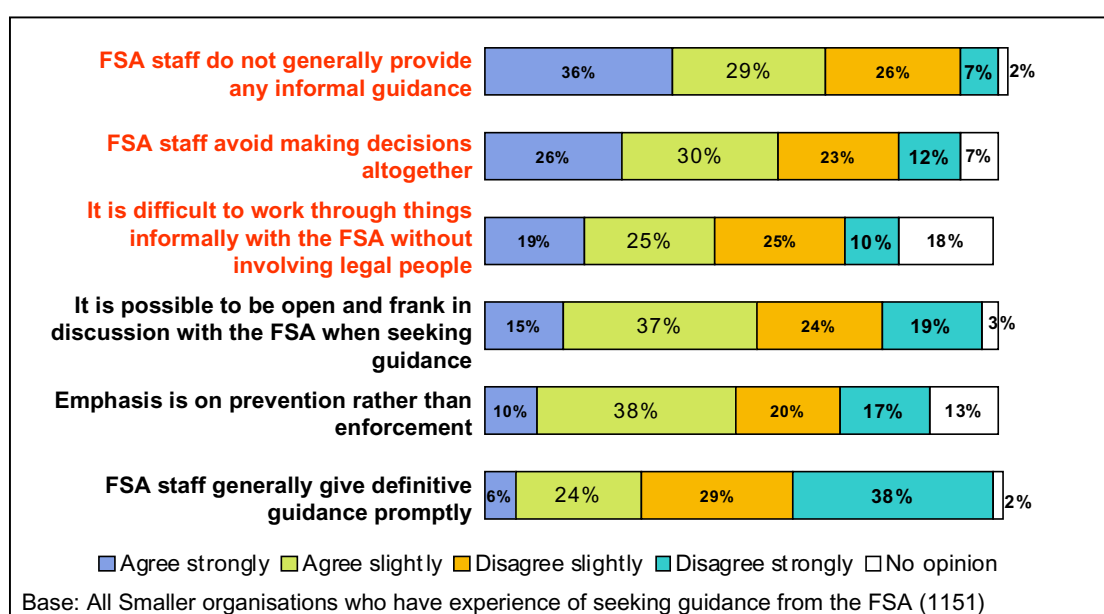 FSA staff do not generally provide
any informal guidance
36% 29% 26% 7% 2%
FSA staff avoid making decisions
altogether
26% 30% 23% 12% 7%
It is difficult to work through things
informally with the FSA without
involving legal people
19% 25% 25% 10% 18%
It is possible to be open and frank in
discussion with the FSA when seeking
guidance
15% 37% 24% 19% 3%
Emphasis is on prevention rather than
enforcement
10% 38% 20% 17% 13%
FSA staff generally give definitive
guidance promptly
6% 24% 29% 38% 2%
Agree strongly Agree slightly Disagree slightly Disagree strongly No opinion
Base: All Smaller organisations who have experience of seeking guidance from the FSA (1151)